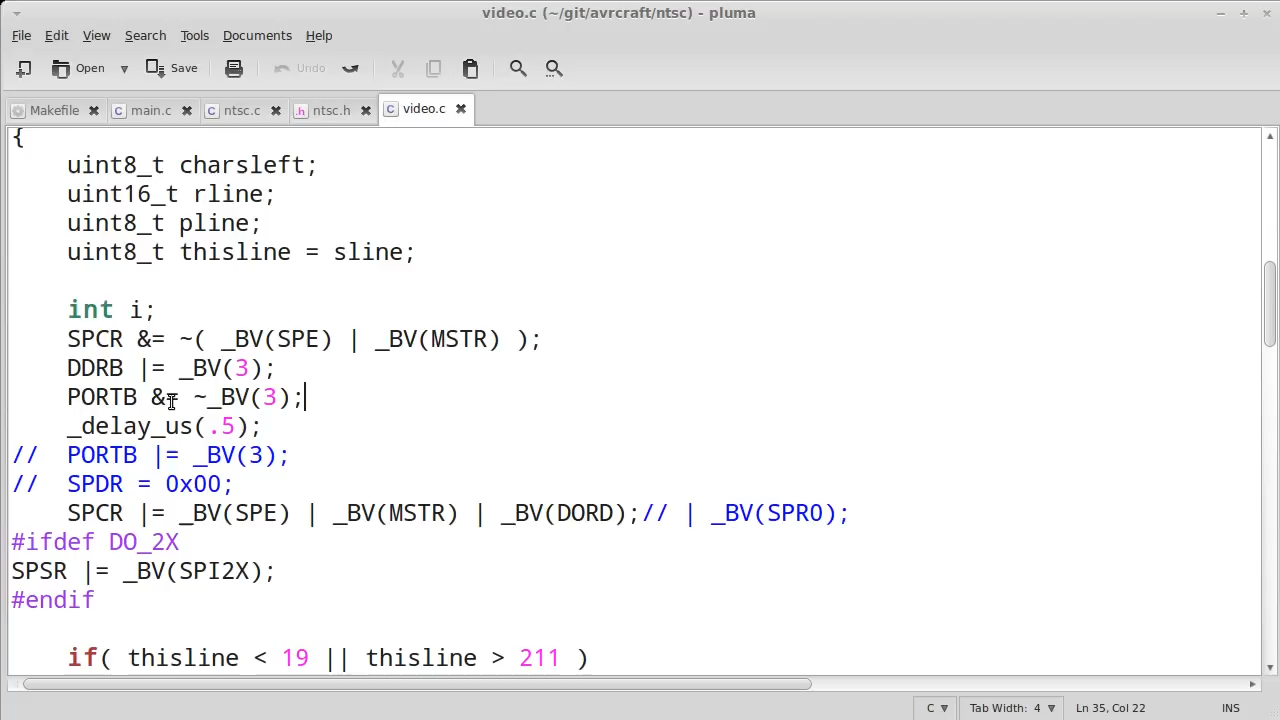 video.c (~/git/avrcraft/ntsc) - pluma
File Edit View Search Tools Documents Help
Open Save Undo
Makefile main.c ntsc.c ntsc.h video.c
{
    uint8_t charsleft;
    uint16_t rline;
    uint8_t pline;
    uint8_t thisline = sline;

    int i;
    SPCR &= ~( _BV(SPE) | _BV(MSTR) );
    DDRB |= _BV(3);
    PORTB &= ~_BV(3);
    _delay_us(.5);
//  PORTB |= _BV(3);
//  SPDR = 0x00;
    SPCR |= _BV(SPE) | _BV(MSTR) | _BV(DORD);// | _BV(SPR0);
#ifdef DO_2X
SPSR |= _BV(SPI2X);
#endif

    if( thisline < 19 || thisline > 211 )
C Tab Width: 4 Ln 35, Col 22 INS